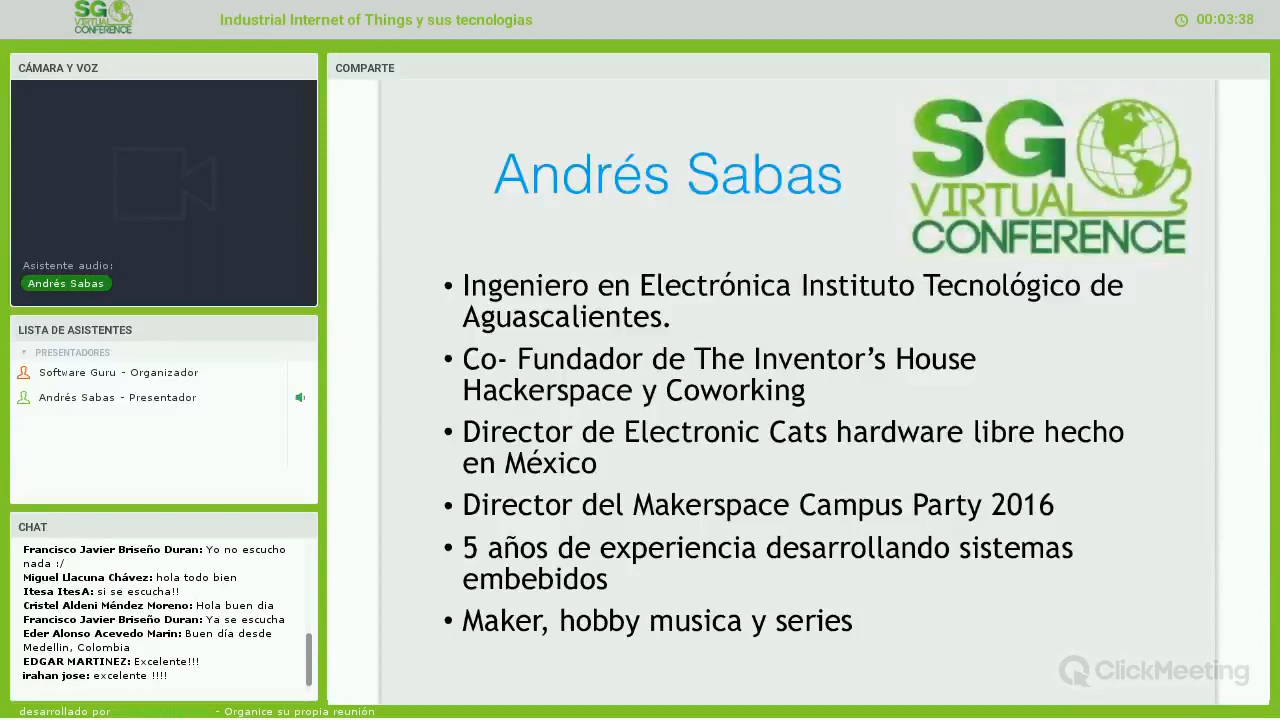 SG
VIRTUAL
CONFERENCE
Industrial Internet of Things y sus tecnologias
00:03:38
CÁMARA Y VOZ
Asistente audio:
Andrés Sabas
LISTA DE ASISTENTES
PRESENTADORES
Software Guru - Organizador
Andrés Sabas - Presentador
CHAT
Francisco Javier Briseño Duran: Yo no escucho
nada :/
Miguel Llacuna Chávez: hola todo bien
Itesa ItesA: si se escucha!!
Cristel Aldeni Méndez Moreno: Hola buen dia
Francisco Javier Briseño Duran: Ya se escucha
Eder Alonso Acevedo Marin: Buen día desde
Medellin, Colombia
EDGAR MARTINEZ: Excelente!!!
irahan jose: excelente !!!!
COMPARTE
Andrés Sabas
SG
VIRTUAL
CONFERENCE
• Ingeniero en Electrónica Instituto Tecnológico de
Aguascalientes.
• Co- Fundador de The Inventor’s House
Hackerspace y Coworking
• Director de Electronic Cats hardware libre hecho
en México
• Director del Makerspace Campus Party 2016
• 5 años de experiencia desarrollando sistemas
embebidos
• Maker, hobby musica y series
ClickMeeting
desarrollado por - Organice su propia reunión